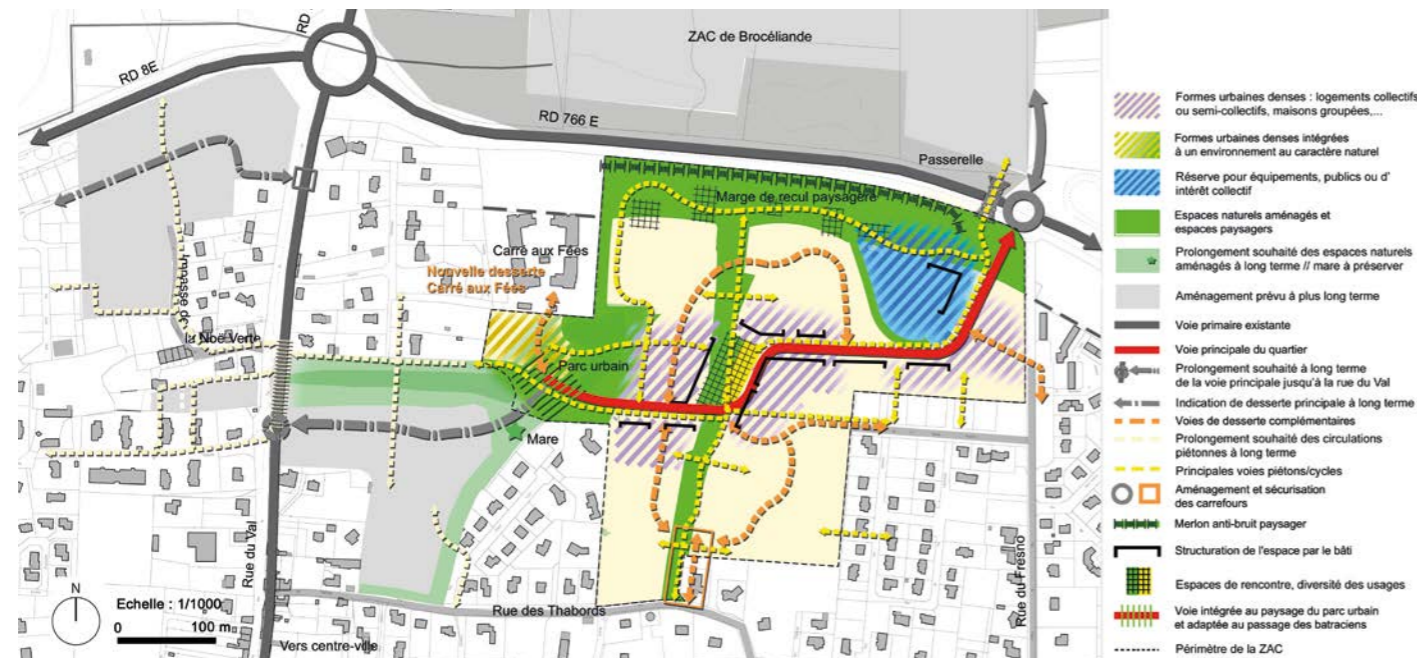 RD
ZAC de Brocéliande
RD 8E
RD 766 E
Passerelle
Marge de recul paysagère
Carré aux Fées
Nouvelle desserte
Carré aux Fées
Impasse de
la Noë Verte
Parc urbain
Mare
Rue du Val
Rue du Fresno
Rue des Thabords
N
Echelle : 1/1000
0 100 m
Vers centre-ville
Formes urbaines denses : logements collectifs
ou semi-collectifs, maisons groupées,...
Formes urbaines denses intégrées
à un environnement au caractère naturel
Réserve pour équipements, publics ou d'
intérêt collectif
Espaces naturels aménagés et
espaces paysagers
Prolongement souhaité des espaces naturels
aménagés à long terme // mare à préserver
Aménagement prévu à plus long terme
Voie primaire existante
Voie principale du quartier
Prolongement souhaité à long terme
de la voie principale jusqu'à la rue du Val
Indication de desserte principale à long terme
Voies de desserte complémentaires
Prolongement souhaité des circulations
piétonnes à long terme
Principales voies piétons/cycles
Aménagement et sécurisation
des carrefours
Merlon anti-bruit paysager
Structuration de l'espace par le bâti
Espaces de rencontre, diversité des usages
Voie intégrée au paysage du parc urbain
et adaptée au passage des batraciens
Périmètre de la ZAC